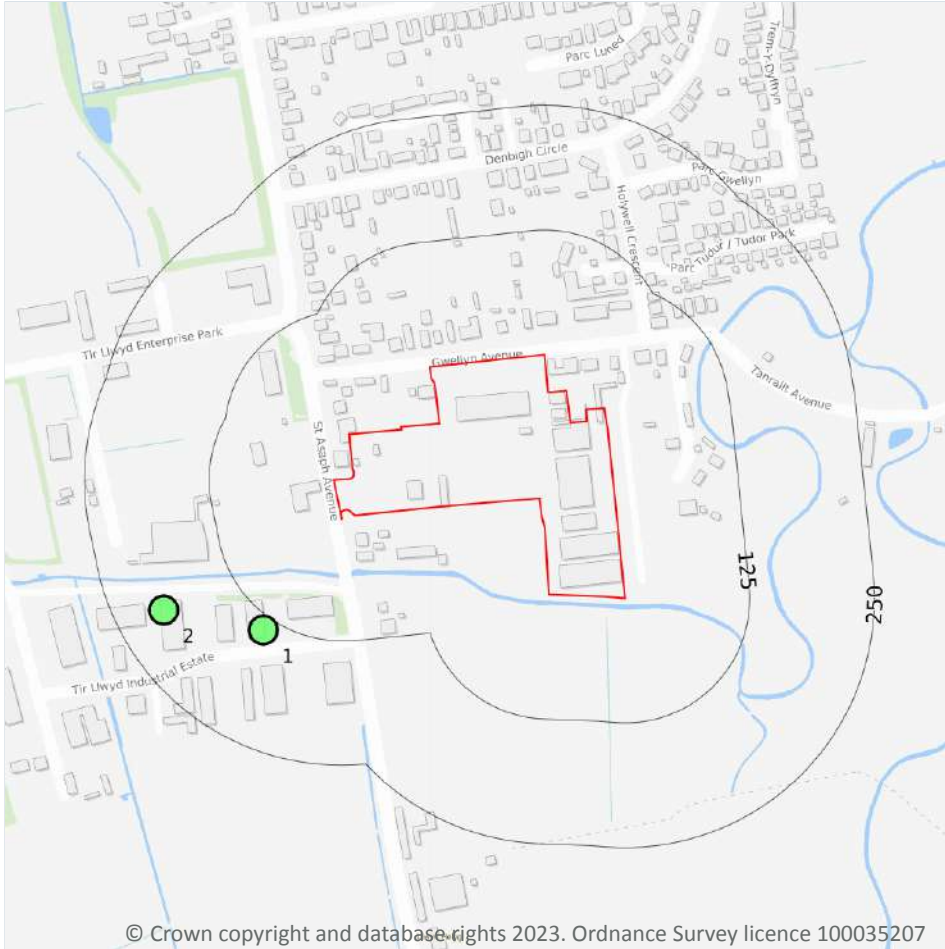 Trem-Y-Dyffryn
Parc Luned
Denbigh Circle
Parc Gwellyn
Holywell Crescent
Parc Tudor / Tudor Park
Tir Llwyd Enterprise Park
Gwellyn Avenue
Tanrallt Avenue
St Asaph Avenue
125
250
2
1
Tir Llwyd Industrial Estate
© Crown copyright and database rights 2023. Ordnance Survey licence 100035207